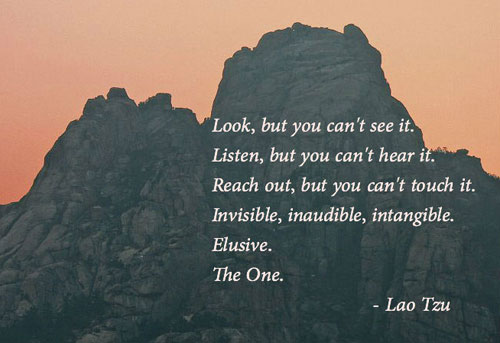 Look, but you can't see it.
Listen, but you can't hear it.
Reach out, but you can't touch it.
Invisible, inaudible, intangible.
Elusive.
The One.
- Lao Tzu